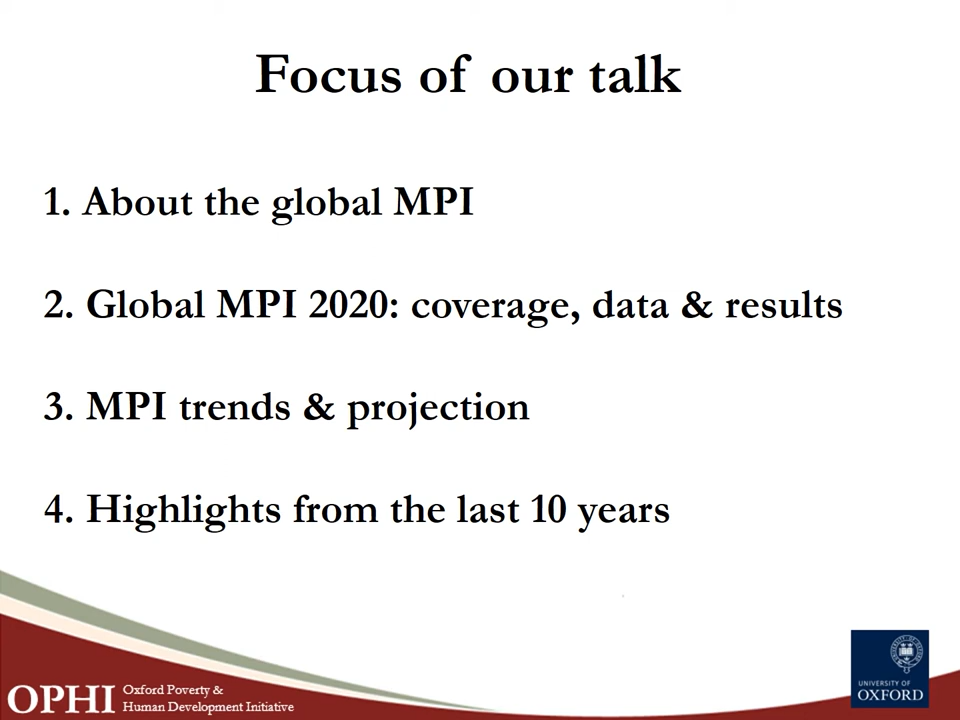 Focus of our talk
1. About the global MPI
2. Global MPI 2020: coverage, data & results
3. MPI trends & projection
4. Highlights from the last 10 years
OPHI
Oxford Poverty &
Human Development Initiative
UNIVERSITY OF
OXFORD